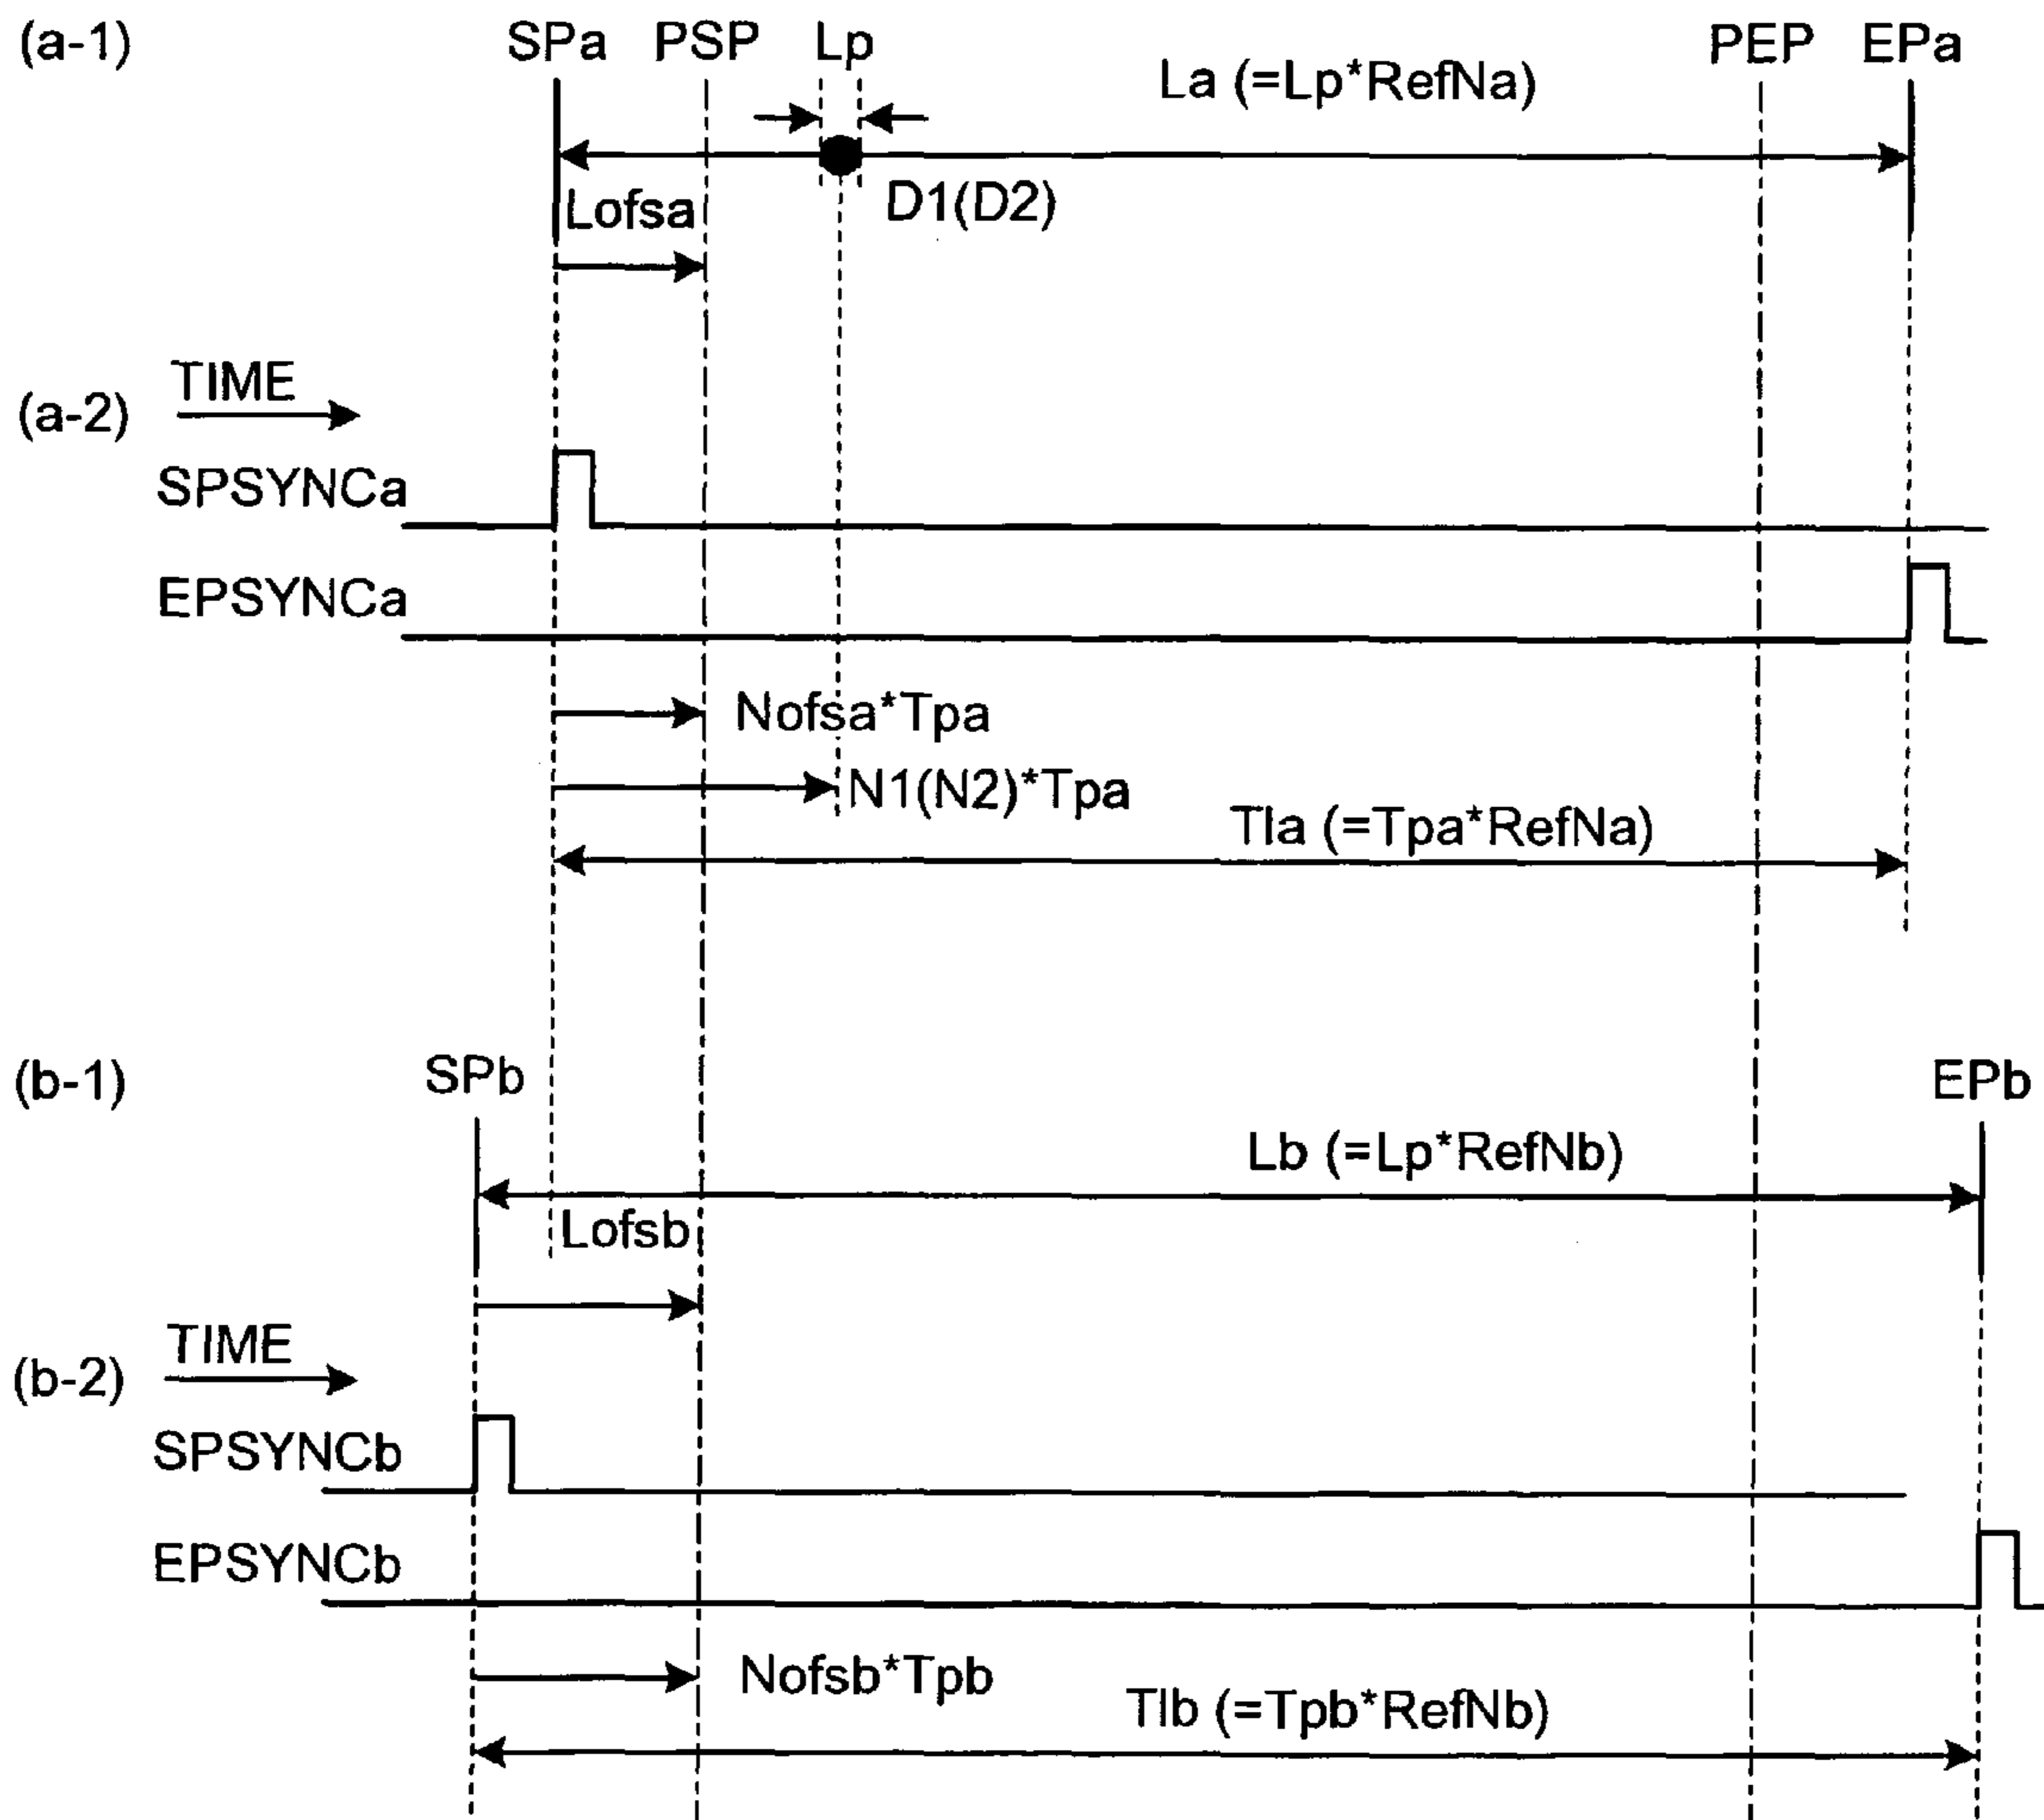 (a-1)
SPa PSP Lp PEP EPa
La (=Lp*RefNa)
D1(D2)
Lofsa
TIME
(a-2)
SPSYNCa
EPSYNCa
Nofsa*Tpa
N1(N2)*Tpa
Tla (=Tpa*RefNa)
(b-1)
SPb EPb
Lb (=Lp*RefNb)
Lofsb
TIME
(b-2)
SPSYNCb
EPSYNCb
Nofsb*Tpb
Tlb (=Tpb*RefNb)